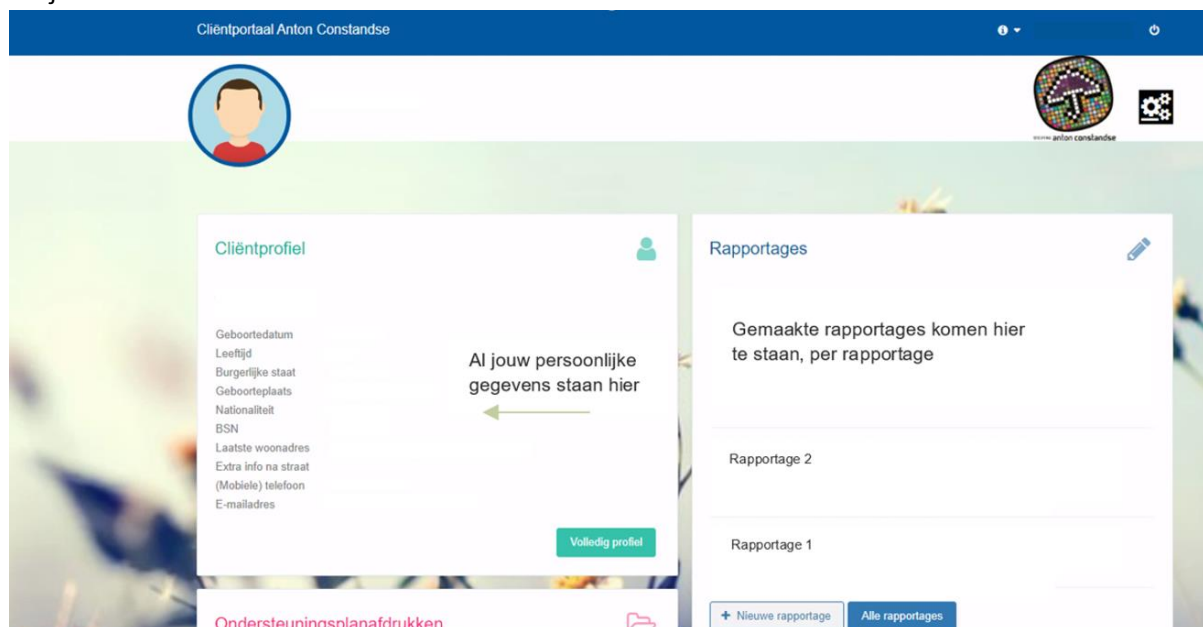 Cliëntportaal Anton Constandse
anton constandse
Cliëntprofiel
Geboortedatum
Leeftijd
Burgerlijke staat
Geboorteplaats
Nationaliteit
BSN
Laatste woonadres
Extra info na straat
(Mobiele) telefoon
E-mailadres
Al jouw persoonlijke
gegevens staan hier
Volledig profiel
Ondersteuningsplanafdrukken
Rapportages
Gemaakte rapportages komen hier
te staan, per rapportage
Rapportage 2
Rapportage 1
+ Nieuwe rapportage
Alle rapportages